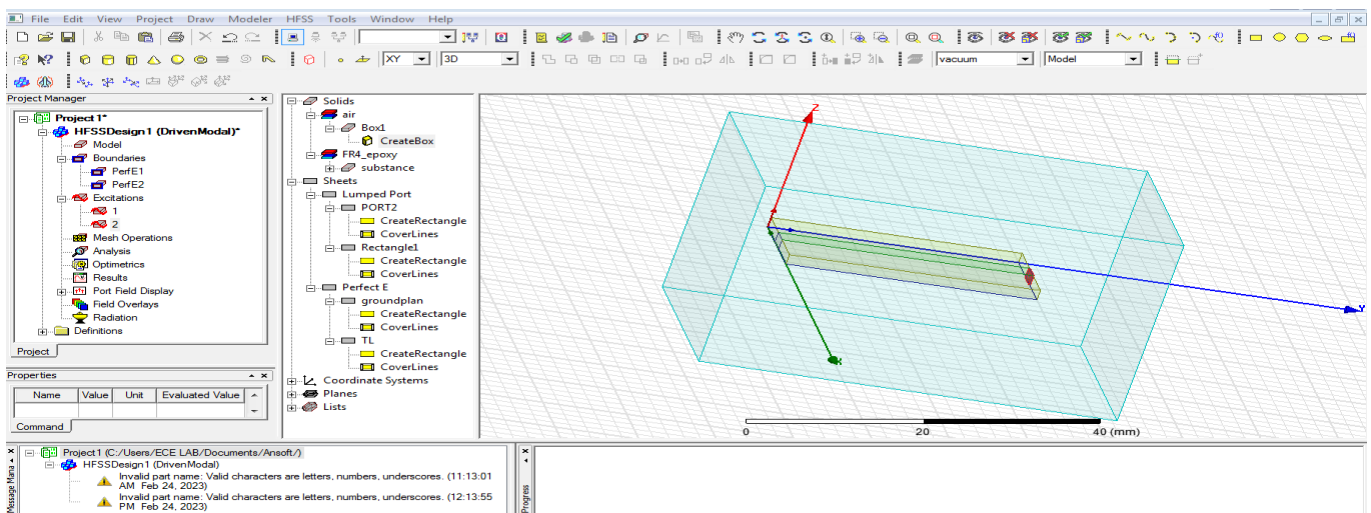 File Edit View Project Draw Modeler HFSS Tools Window Help
XY 3D vacuum Model
Project Manager
Project 1*
HFSSDesign1 (DrivenModal)*
Model
Boundaries
PerfE1
PerfE2
Excitations
1
2
Mesh Operations
Analysis
Optimetrics
Results
Port Field Display
Field Overlays
Radiation
Definitions
Project
Properties
Name Value Unit Evaluated Value
Command
Solids
air
Box1
CreateBox
FR4_epoxy
substance
Sheets
Lumped Port
PORT2
CreateRectangle
CoverLines
Rectangle1
CreateRectangle
CoverLines
Perfect E
groundplan
CreateRectangle
CoverLines
TL
CreateRectangle
CoverLines
Coordinate Systems
Planes
Lists
Z
Y
0 20 40 (mm)
Message Mana
Project1 (C:/Users/ECE LAB/Documents/Ansoft/)
HFSSDesign1 (DrivenModal)
Invalid part name: Valid characters are letters, numbers, underscores. (11:13:01
AM Feb 24, 2023)
Invalid part name: Valid characters are letters, numbers, underscores. (12:13:55
PM Feb 24, 2023)
Progress